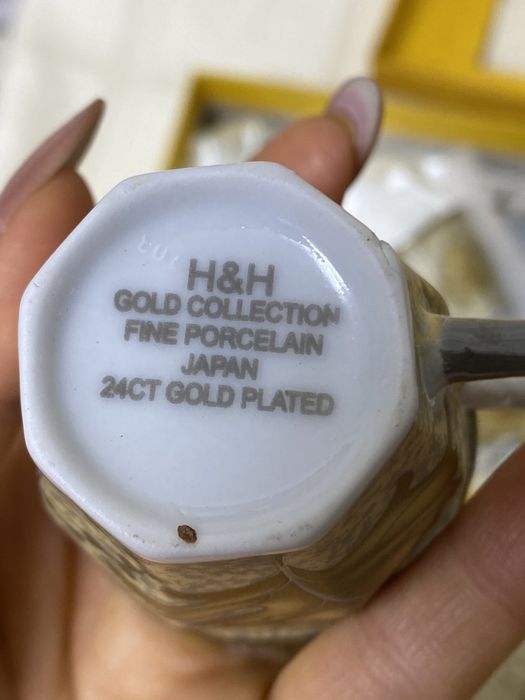 H&H
GOLD COLLECTION
FINE PORCELAIN
JAPAN
24CT GOLD PLATED